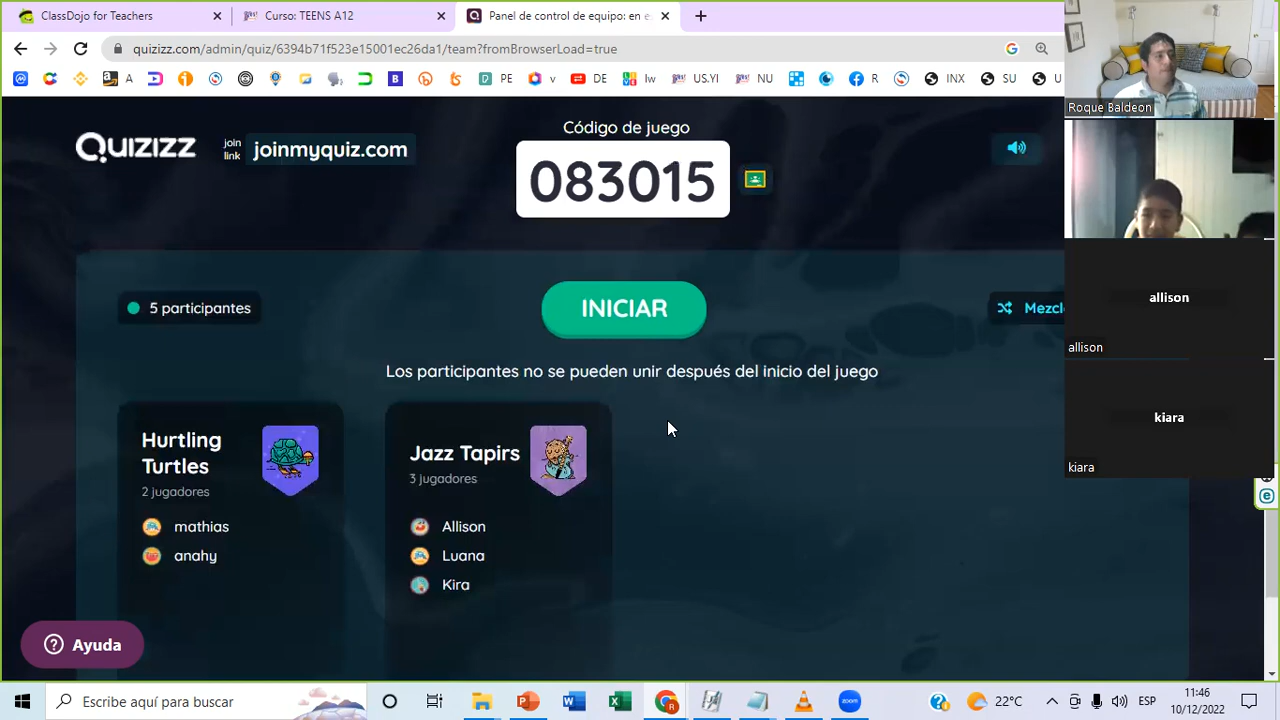 ClassDojo for Teachers
Curso: TEENS A12
Panel de control de equipo: en e
quizizz.com/admin/quiz/6394b71f523e15001ec26da1/team?fromBrowserLoad=true
A PE DE Iw US.YI NU R INX SU U
Roque Baldeon
Quizizz
join link
joinmyquiz.com
Código de juego
083015
5 participantes
INICIAR
Mezcl
Los participantes no se pueden unir después del inicio del juego
Hurtling Turtles
2 jugadores
mathias
anahy
Jazz Tapirs
3 jugadores
Allison
Luana
Kira
allison
allison
kiara
kiara
Ayuda
Escribe aquí para buscar
zoom
22°C
ESP
11:46
10/12/2022